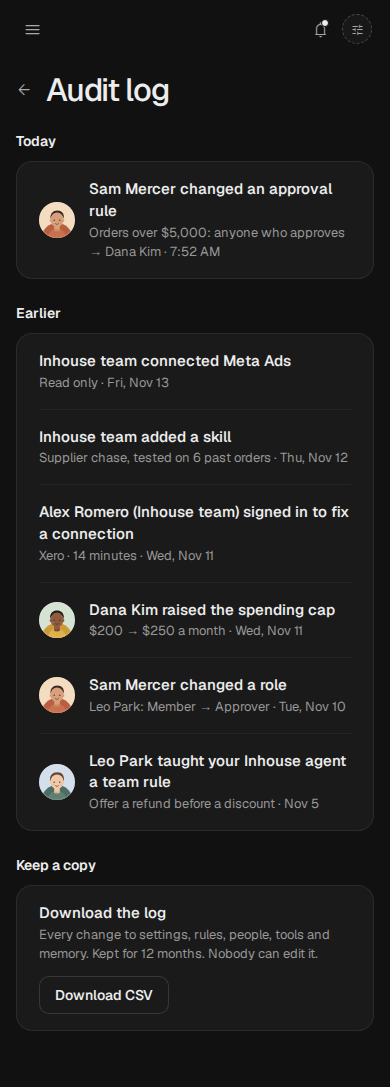 ← Audit log
Today
Sam Mercer changed an approval
rule
Orders over $5,000: anyone who approves
→ Dana Kim · 7:52 AM
Earlier
Inhouse team connected Meta Ads
Read only · Fri, Nov 13
Inhouse team added a skill
Supplier chase, tested on 6 past orders · Thu, Nov 12
Alex Romero (Inhouse team) signed in to fix
a connection
Xero · 14 minutes · Wed, Nov 11
Dana Kim raised the spending cap
$200 → $250 a month · Wed, Nov 11
Sam Mercer changed a role
Leo Park: Member → Approver · Tue, Nov 10
Leo Park taught your Inhouse agent
a team rule
Offer a refund before a discount · Nov 5
Keep a copy
Download the log
Every change to settings, rules, people, tools and
memory. Kept for 12 months. Nobody can edit it.
Download CSV